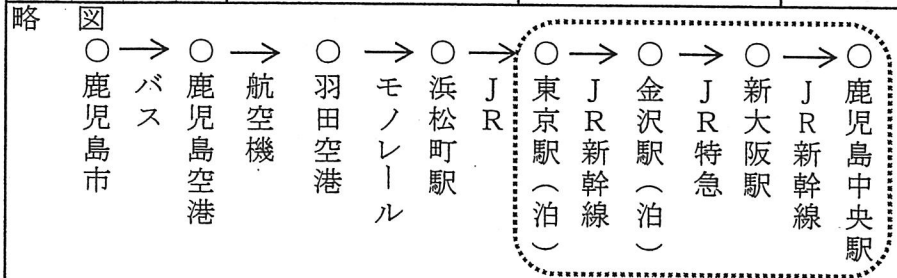 略　図
○→○→○→○→○→○→○→○
鹿児島市
バス
鹿児島空港
航空機
羽田空港
モノレール
浜松町駅
JR
東京駅（泊）
JR新幹線
金沢駅（泊）
JR特急
新大阪駅
JR新幹線
鹿児島中央駅